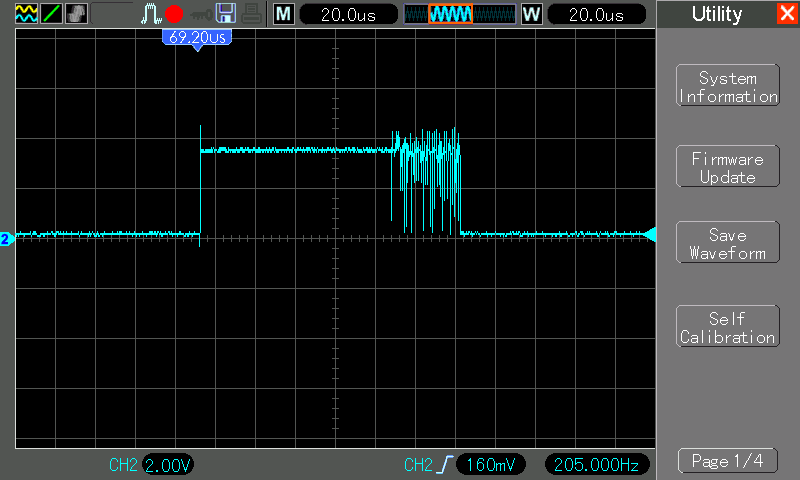 M 20.0us W 20.0us
69.20us
2
CH2 2.00V CH2 160mV 205.000Hz
Utility
System
Information
Firmware
Update
Save
Waveform
Self
Calibration
Page 1/4